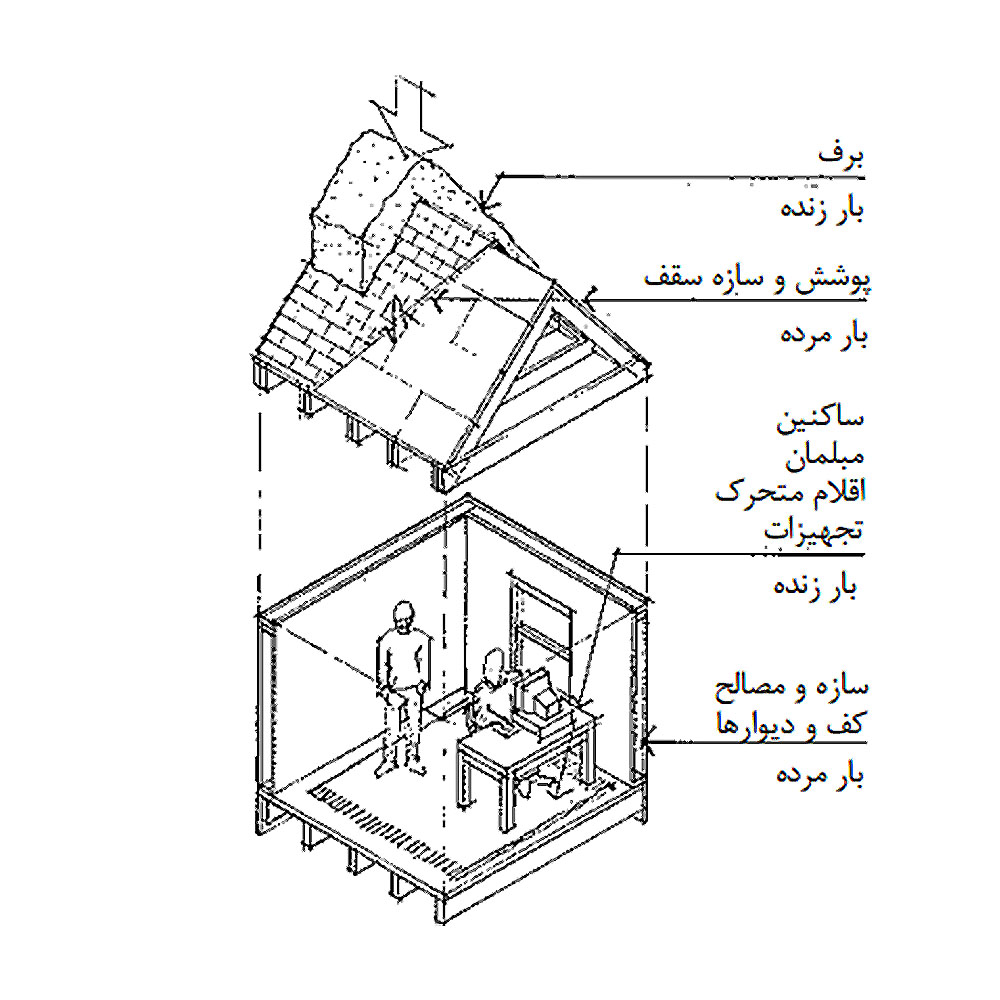 برف
بار زنده
پوشش و سازه سقف
بار مرده
ساکنین
مبلمان
اقلام متحرک
تجهیزات
بار زنده
سازه و مصالح
کف و دیوارها
بار مرده